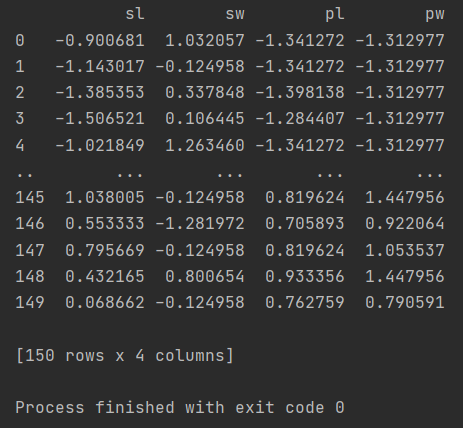 sl sw pl pw
0 -0.900681 1.032057 -1.341272 -1.312977
1 -1.143017 -0.124958 -1.341272 -1.312977
2 -1.385353 0.337848 -1.398138 -1.312977
3 -1.506521 0.106445 -1.284407 -1.312977
4 -1.021849 1.263460 -1.341272 -1.312977
.. ... ... ... ...
145 1.038005 -0.124958 0.819624 1.447956
146 0.553333 -1.281972 0.705893 0.922064
147 0.795669 -0.124958 0.819624 1.053537
148 0.432165 0.800654 0.933356 1.447956
149 0.068662 -0.124958 0.762759 0.790591
[150 rows x 4 columns]
Process finished with exit code 0